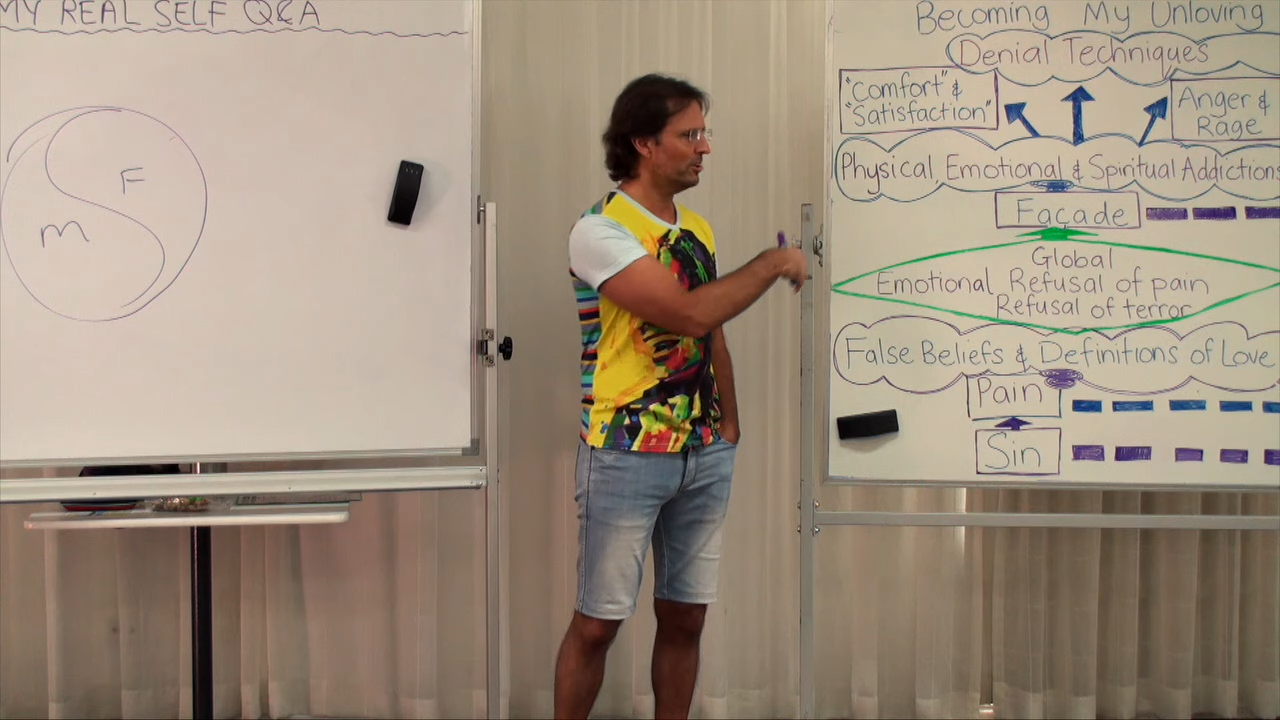 MY REAL SELF Q&A
F
M
Becoming My Unloving
Denial Techniques
"Comfort" &
"Satisfaction"
Anger &
Rage
Physical, Emotional & Spiritual Addictions
Façade
Global
Emotional Refusal of pain
Refusal of terror
False Beliefs & Definitions of Love
Pain
Sin